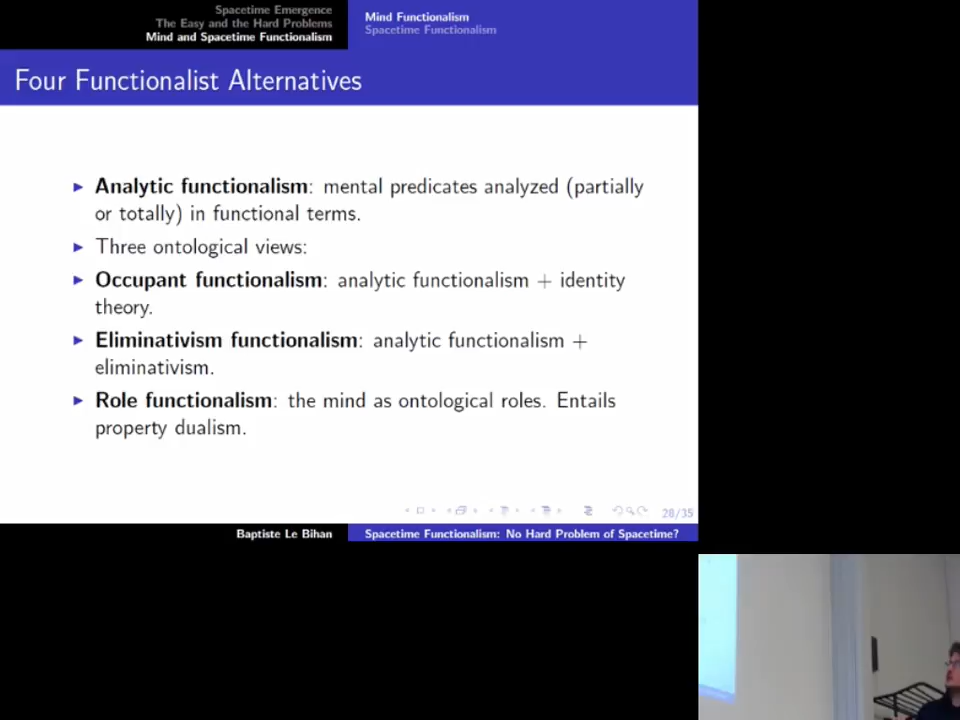 Spacetime Emergence
The Easy and the Hard Problems
Mind and Spacetime Functionalism
Mind Functionalism
Spacetime Functionalism
Four Functionalist Alternatives
Analytic functionalism: mental predicates analyzed (partially
or totally) in functional terms.
Three ontological views:
Occupant functionalism: analytic functionalism + identity
theory.
Eliminativism functionalism: analytic functionalism +
eliminativism.
Role functionalism: the mind as ontological roles. Entails
property dualism.
28/35
Baptiste Le Bihan
Spacetime Functionalism: No Hard Problem of Spacetime?